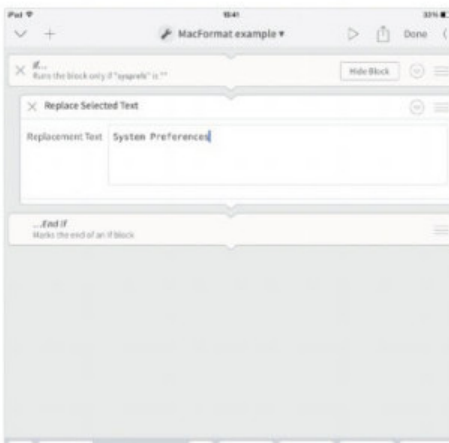 iPad
15:41
MacFormat example ▾
Done
If...
Runs the block only if "sysprefs" is ""
Hide Block
Replace Selected Text
Replacement Text
System Preferences
...End If
Marks the end of an if block